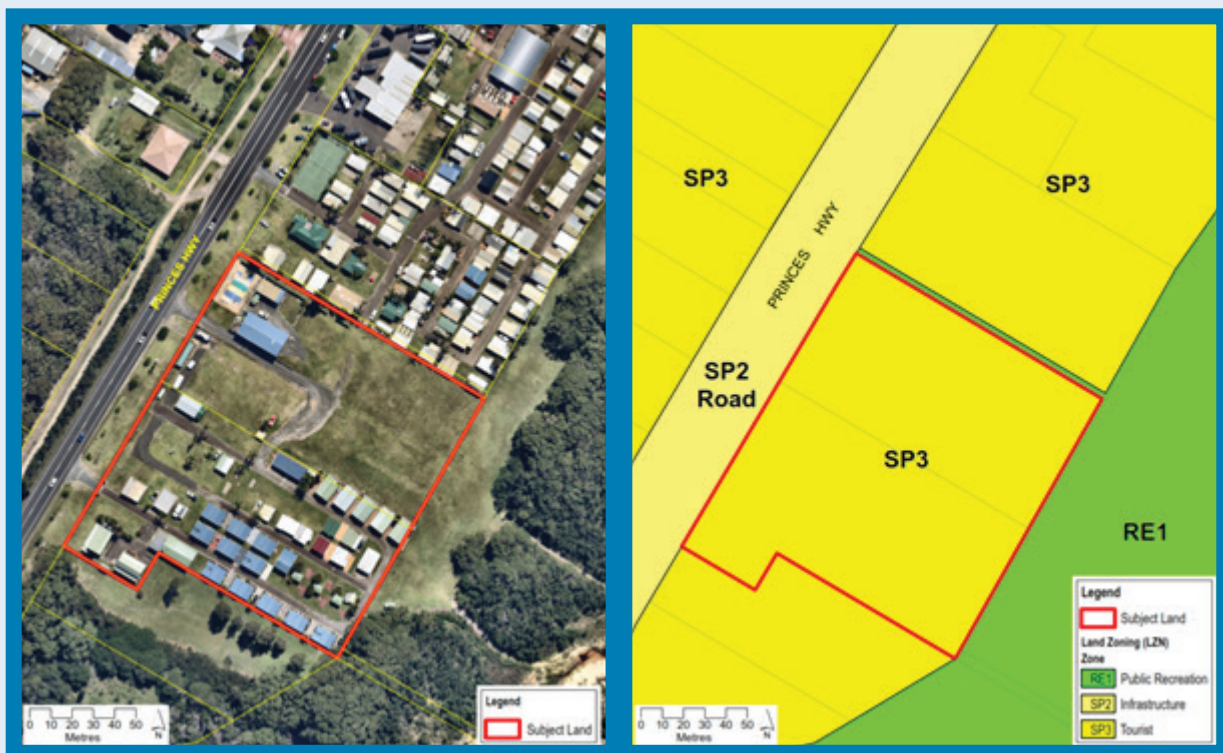 PRINCES HWY
Legend
Subject Land
0 10 20 30 40 50
Metres
N
SP3
SP3
PRINCES HWY
SP2
Road
SP3
RE1
Legend
Subject Land
Land Zoning (LZN)
Zone
RE1 Public Recreation
SP2 Infrastructure
SP3 Tourist
0 10 20 30 40 50
Metres
N